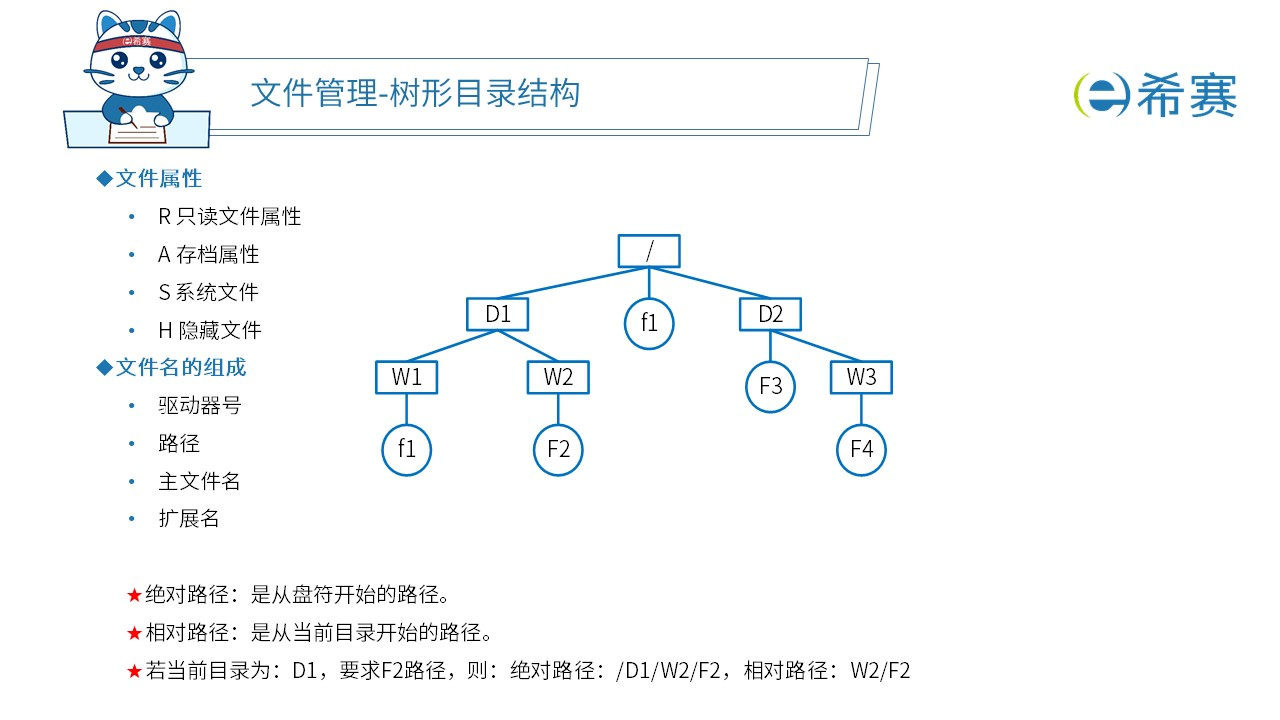 希赛
文件管理-树形目录结构
希赛
◆文件属性
• R 只读文件属性
• A 存档属性
• S 系统文件
• H 隐藏文件
◆文件名的组成
• 驱动器号
• 路径
• 主文件名
• 扩展名
/
D1
f1
D2
W1
W2
F3
W3
f1
F2
F4
★绝对路径：是从盘符开始的路径。
★相对路径：是从当前目录开始的路径。
★若当前目录为：D1，要求F2路径，则：绝对路径：/D1/W2/F2，相对路径：W2/F2